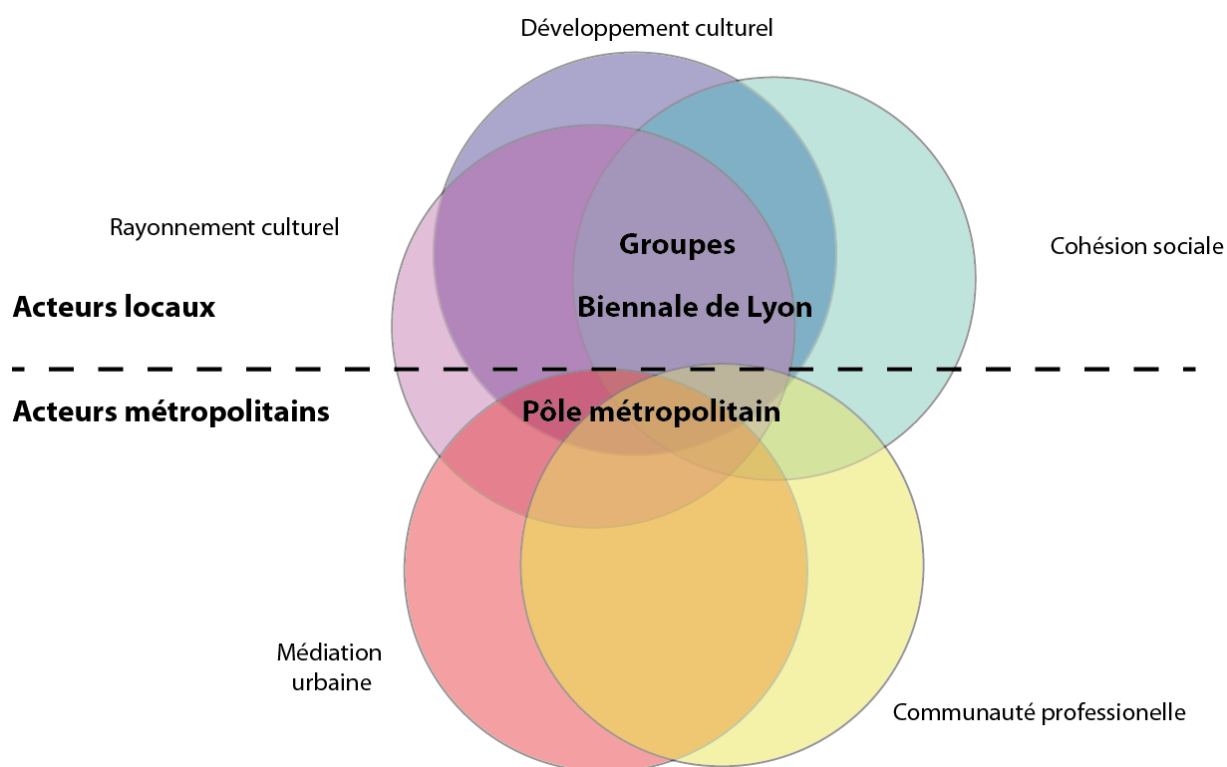 Développement culturel
Rayonnement culturel
Groupes
Cohésion sociale
Acteurs locaux
Biennale de Lyon
Acteurs métropolitains
Pôle métropolitain
Médiation
urbaine
Communauté professionelle